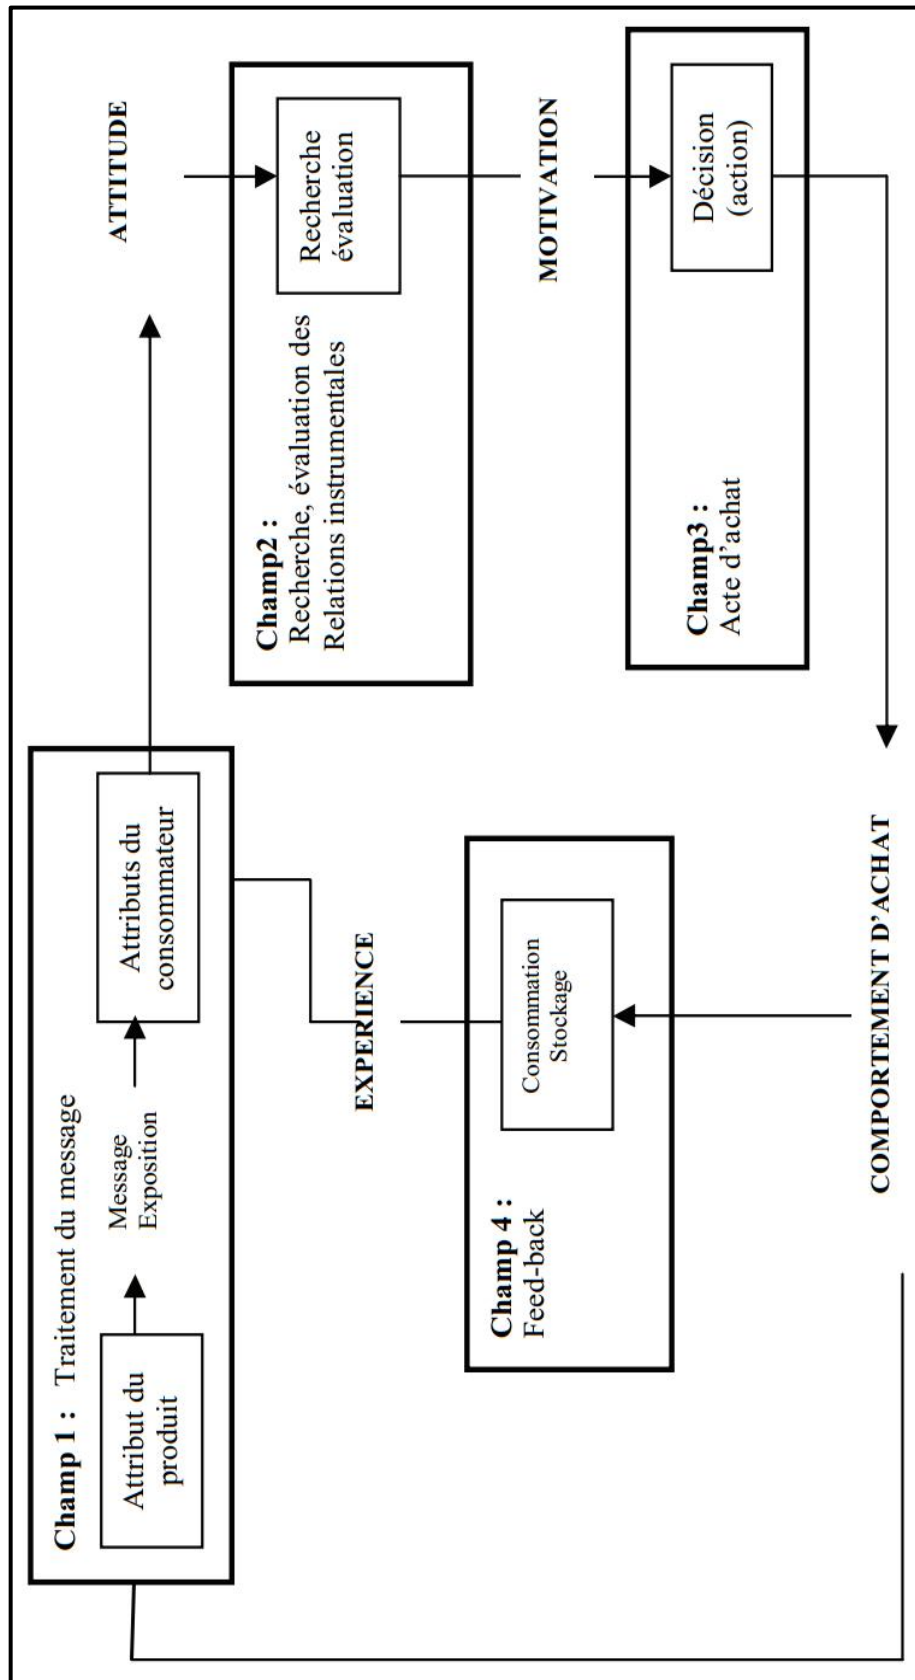 Champ 1 : Traitement du message
Attribut du
produit
Message
Exposition
Attributs du
consommateur
ATTITUDE
Champ2 :
Recherche, évaluation des
Relations instrumentales
Recherche
évaluation
MOTIVATION
Champ3 :
Acte d'achat
Décision
(action)
COMPORTEMENT D'ACHAT
Champ 4 :
Feed-back
Consommation
Stockage
EXPERIENCE